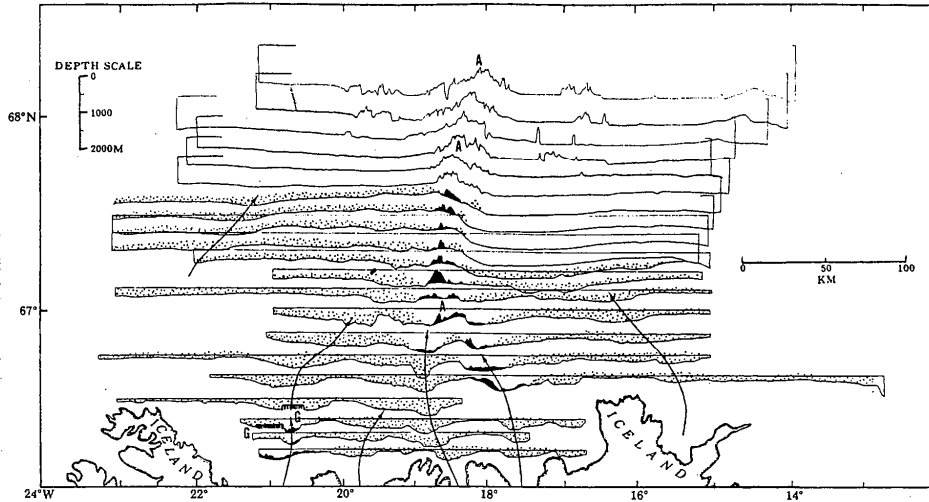 DEPTH SCALE
0
1000
2000M
A
68°N
A
0 50 100
KM
67°
A
G
G
ICELAND
ICELAND
24°W 22° 20° 18° 16° 14°